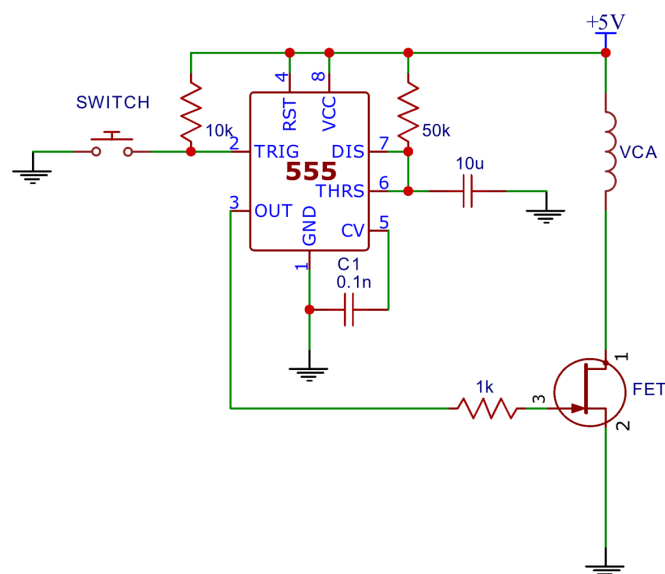 +5V
SWITCH
10k
4
8
RST
VCC
50k
2
TRIG
DIS
7
VCA
555
10u
THRS
6
3
OUT
GND
CV
5
1
C1
0.1n
1
1k
3
FET
2